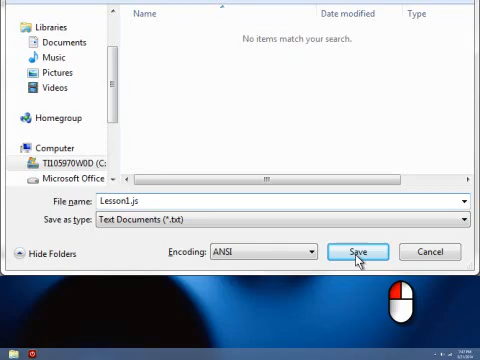 Name Date modified Type
Libraries
No items match your search.
Documents
Music
Pictures
Videos
Homegroup
Computer
TI105970W0D (C:
Microsoft Office
File name: Lesson1.js
Save as type: Text Documents (*.txt)
Hide Folders Encoding: ANSI Save Cancel